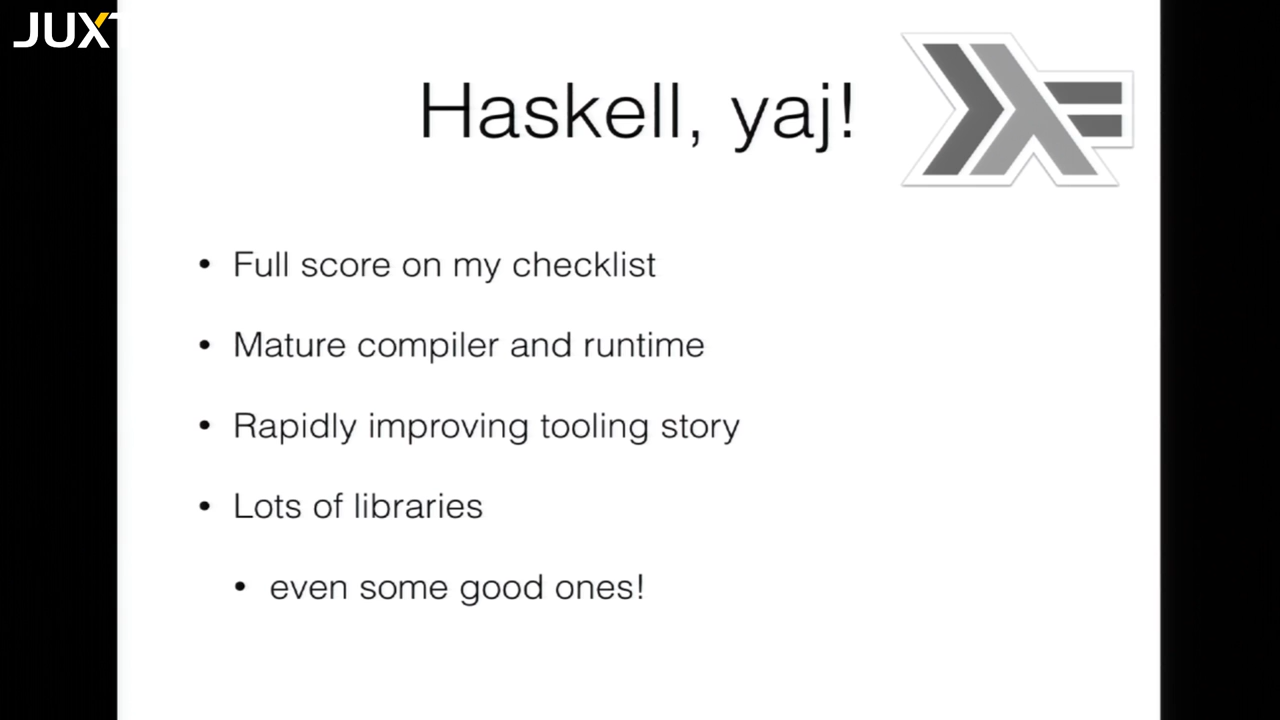 JUXT
Haskell, yaj!
• Full score on my checklist
• Mature compiler and runtime
• Rapidly improving tooling story
• Lots of libraries
• even some good ones!